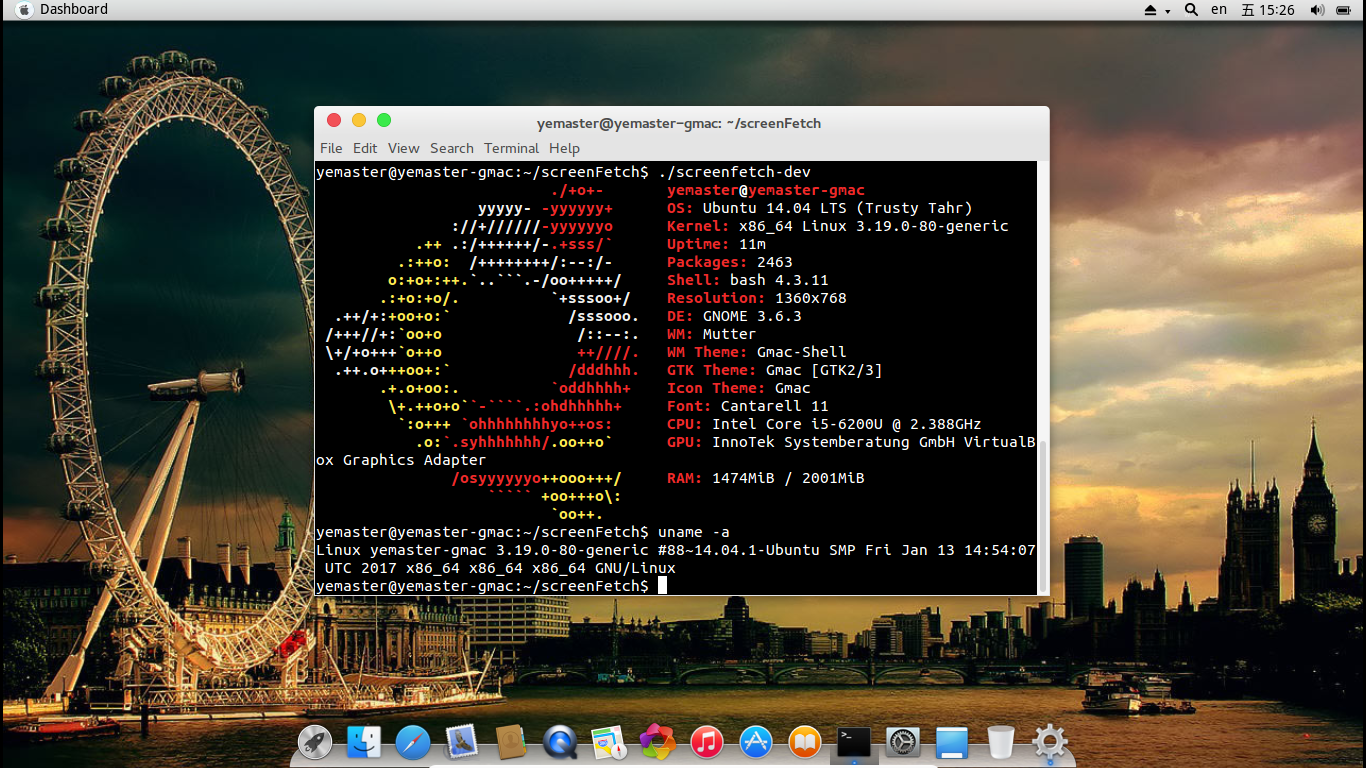 Dashboard
en 五 15:26
yemaster@yemaster-gmac: ~/screenFetch
File Edit View Search Terminal Help
yemaster@yemaster-gmac:~/screenFetch$ ./screenfetch-dev
./+o+- yemaster@yemaster-gmac
yyyyy- -yyyyyy+ OS: Ubuntu 14.04 LTS (Trusty Tahr)
://+//////-yyyyyyo Kernel: x86_64 Linux 3.19.0-80-generic
.++ .:/++++++/-.+sss/` Uptime: 11m
.:++o: /++++++++/:--:/- Packages: 2463
o:+o+:++.`..```.-/oo+++++/ Shell: bash 4.3.11
.:+o:+o/. `+sssoo+/ Resolution: 1360x768
.++/+:+oo+o:` /sssooo. DE: GNOME 3.6.3
/+++//+:`oo+o /::--:. WM: Mutter
\+/+o+++`o++o ++////. WM Theme: Gmac-Shell
.++.o+++oo+:` /dddhhh. GTK Theme: Gmac [GTK2/3]
.+.o+oo:. `oddhhhh+ Icon Theme: Gmac
\+.++o+o``-````.:ohdhhhhh+ Font: Cantarell 11
`:o+++ `ohhhhhhhhyo++os: CPU: Intel Core i5-6200U @ 2.388GHz
.o:`.syhhhhhhh/.oo++o` GPU: InnoTek Systemberatung GmbH VirtualB
ox Graphics Adapter
/osyyyyyyo++ooo+++/ RAM: 1474MiB / 2001MiB
````` +oo+++o\:
`oo++.
yemaster@yemaster-gmac:~/screenFetch$ uname -a
Linux yemaster-gmac 3.19.0-80-generic #88~14.04.1-Ubuntu SMP Fri Jan 13 14:54:07
UTC 2017 x86_64 x86_64 x86_64 GNU/Linux
yemaster@yemaster-gmac:~/screenFetch$
>_